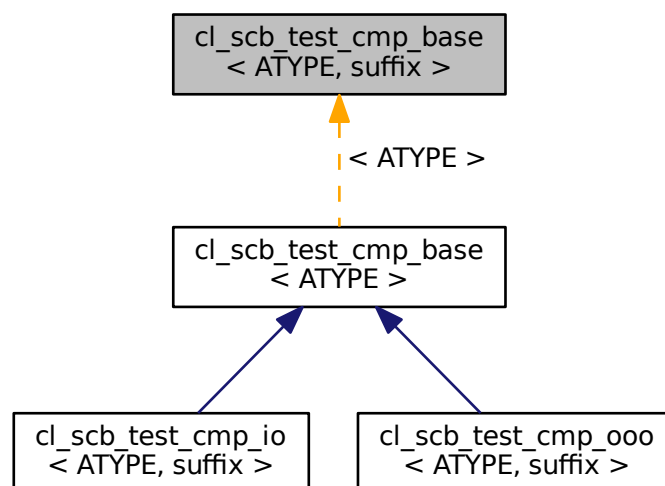 cl_scb_test_cmp_base
< ATYPE, suffix >
< ATYPE >
cl_scb_test_cmp_base
< ATYPE >
cl_scb_test_cmp_io
< ATYPE, suffix >
cl_scb_test_cmp_ooo
< ATYPE, suffix >